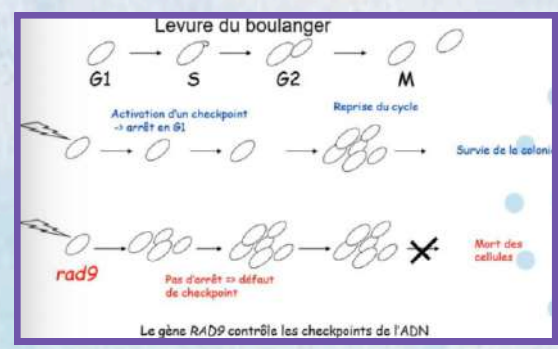 Levure du boulanger
G1 S G2 M
Activation d'un checkpoint
-> arrêt en G1
Reprise du cycle
Survie de la coloni
rad9
Pas d'arrêt => défaut
de checkpoint
Mort des
cellules
Le gène RAD9 contrôle les checkpoints de l'ADN